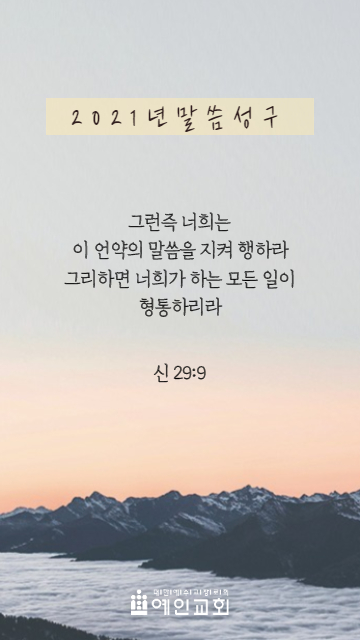 2021년말씀성구
그런즉 너희는
이 언약의 말씀을 지켜 행하라
그리하면 너희가 하는 모든 일이
형통하리라
신 29:9
예인교회